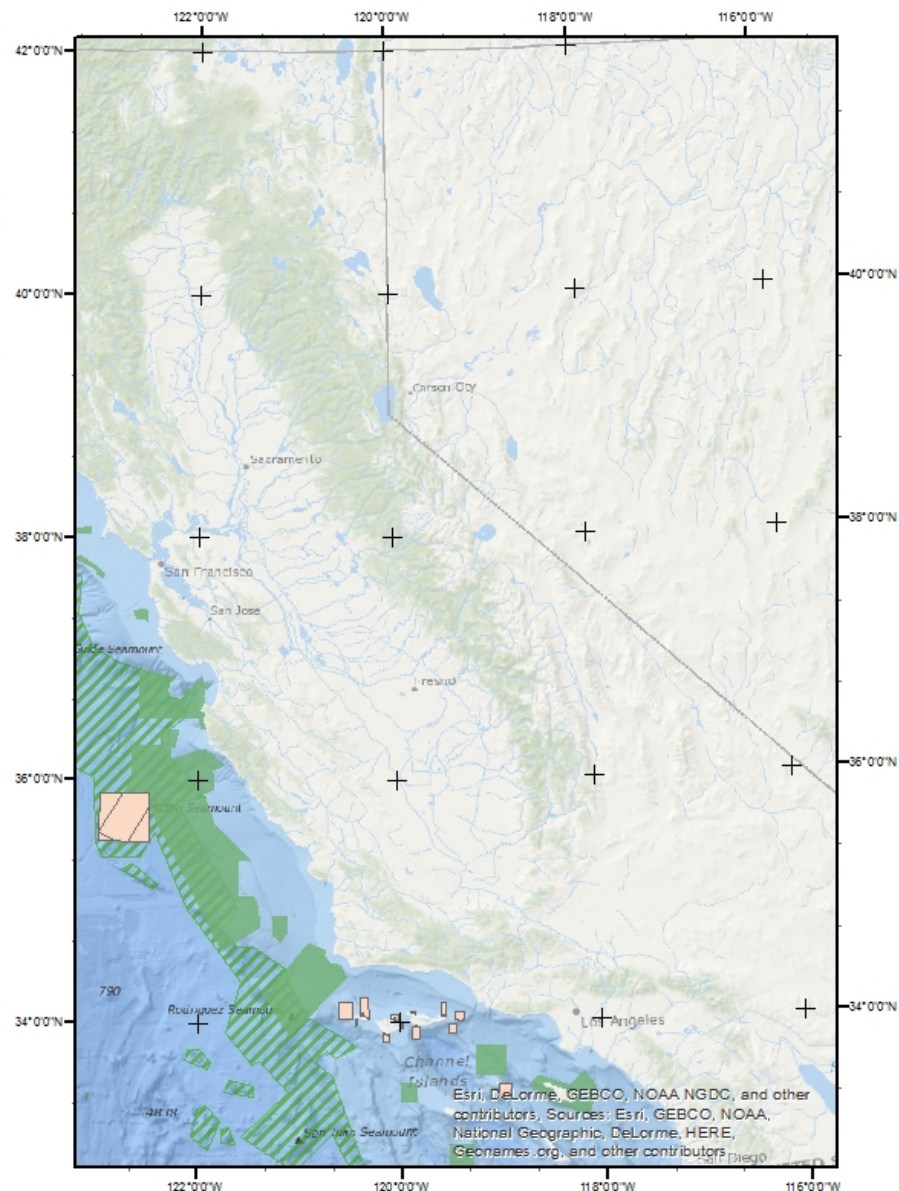 122°0'0"W 120°0'0"W 118°0'0"W 116°0'0"W
42°0'0"N
40°0'0"N
40°0'0"N
Carson City
Sacramento
38°0'0"N
38°0'0"N
San Francisco
San Jose
Guide Seamount
Fresno
36°0'0"N
36°0'0"N
Seamount
790
34°0'0"N
Rodriguez Seamou
34°0'0"N
Los Angeles
Channel
Islands
Esri, DeLorme, GEBCO, NOAA NGDC, and other
contributors, Sources: Esri, GEBCO, NOAA,
National Geographic, DeLorme, HERE,
Geonames.org, and other contributors
San Juan Seamount
San Diego
122°0'0"W 120°0'0"W 118°0'0"W 116°0'0"W